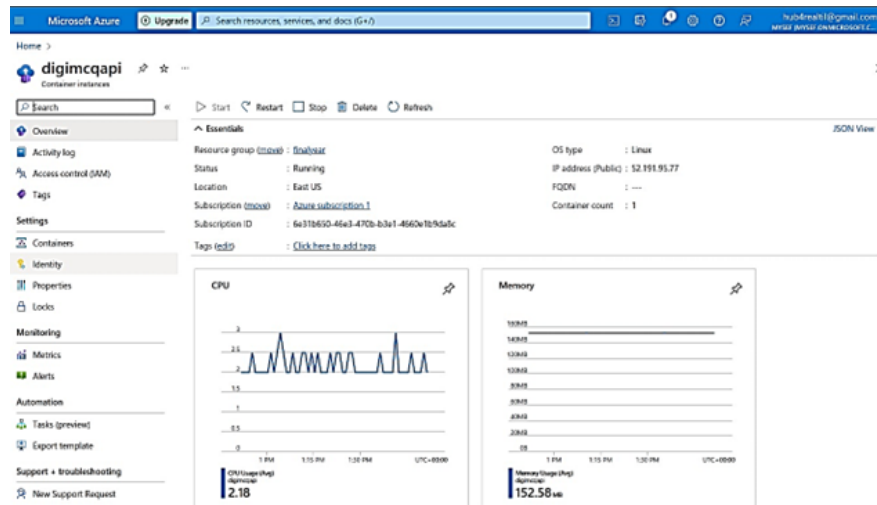 Microsoft Azure
Upgrade
Search resources, services, and docs (G+/)
hub4realtil@gmail.com
Home >
digimcqapi
Container instances
Search
Start Restart Stop Delete Refresh
Overview
Activity log
Access control (IAM)
Tags
Settings
Containers
Identity
Properties
Locks
Monitoring
Metrics
Alerts
Automation
Tasks (preview)
Export template
Support + troubleshooting
New Support Request
Essentials
JSON View
Resource group (move) : finalyear
Status : Running
Location : East US
Subscription (move) : Azure subscription 1
Subscription ID : 6e31b650-46e3-470b-b3e1-4660e1b9da8c
Tags (edit) : Click here to add tags
OS type : Linux
IP address (Public) : 52.191.95.77
FQDN : ---
Container count : 1
CPU
3
2.5
2
1.5
1
0.5
0
1 PM 1:15 PM 1:30 PM UTC+00:00
CPU Usage (Avg)
digimcqapi
2.18
Memory
160MB
140MB
120MB
100MB
80MB
60MB
40MB
20MB
0B
1 PM 1:15 PM 1:30 PM UTC+00:00
Memory Usage (Avg)
digimcqapi
152.58 MB